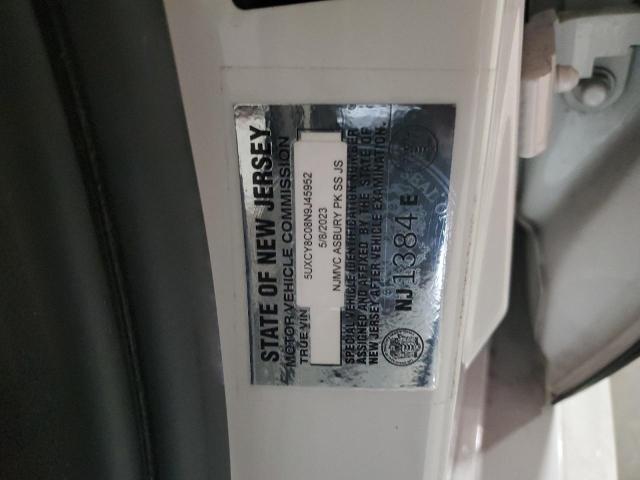 STATE OF NEW JERSEY
MOTOR VEHICLE COMMISSION
TRUE VIN
5UXCY8C08N9J45952
5/8/2023
NJMVC ASBURY PK SS JS
SPECIAL VEHICLE IDENTIFICATION NUMBER
ASSIGNED AND AFFIXED BY THE STATE OF
NEW JERSEY AFTER VEHICLE EXAMINATION.
NJ 1384 E